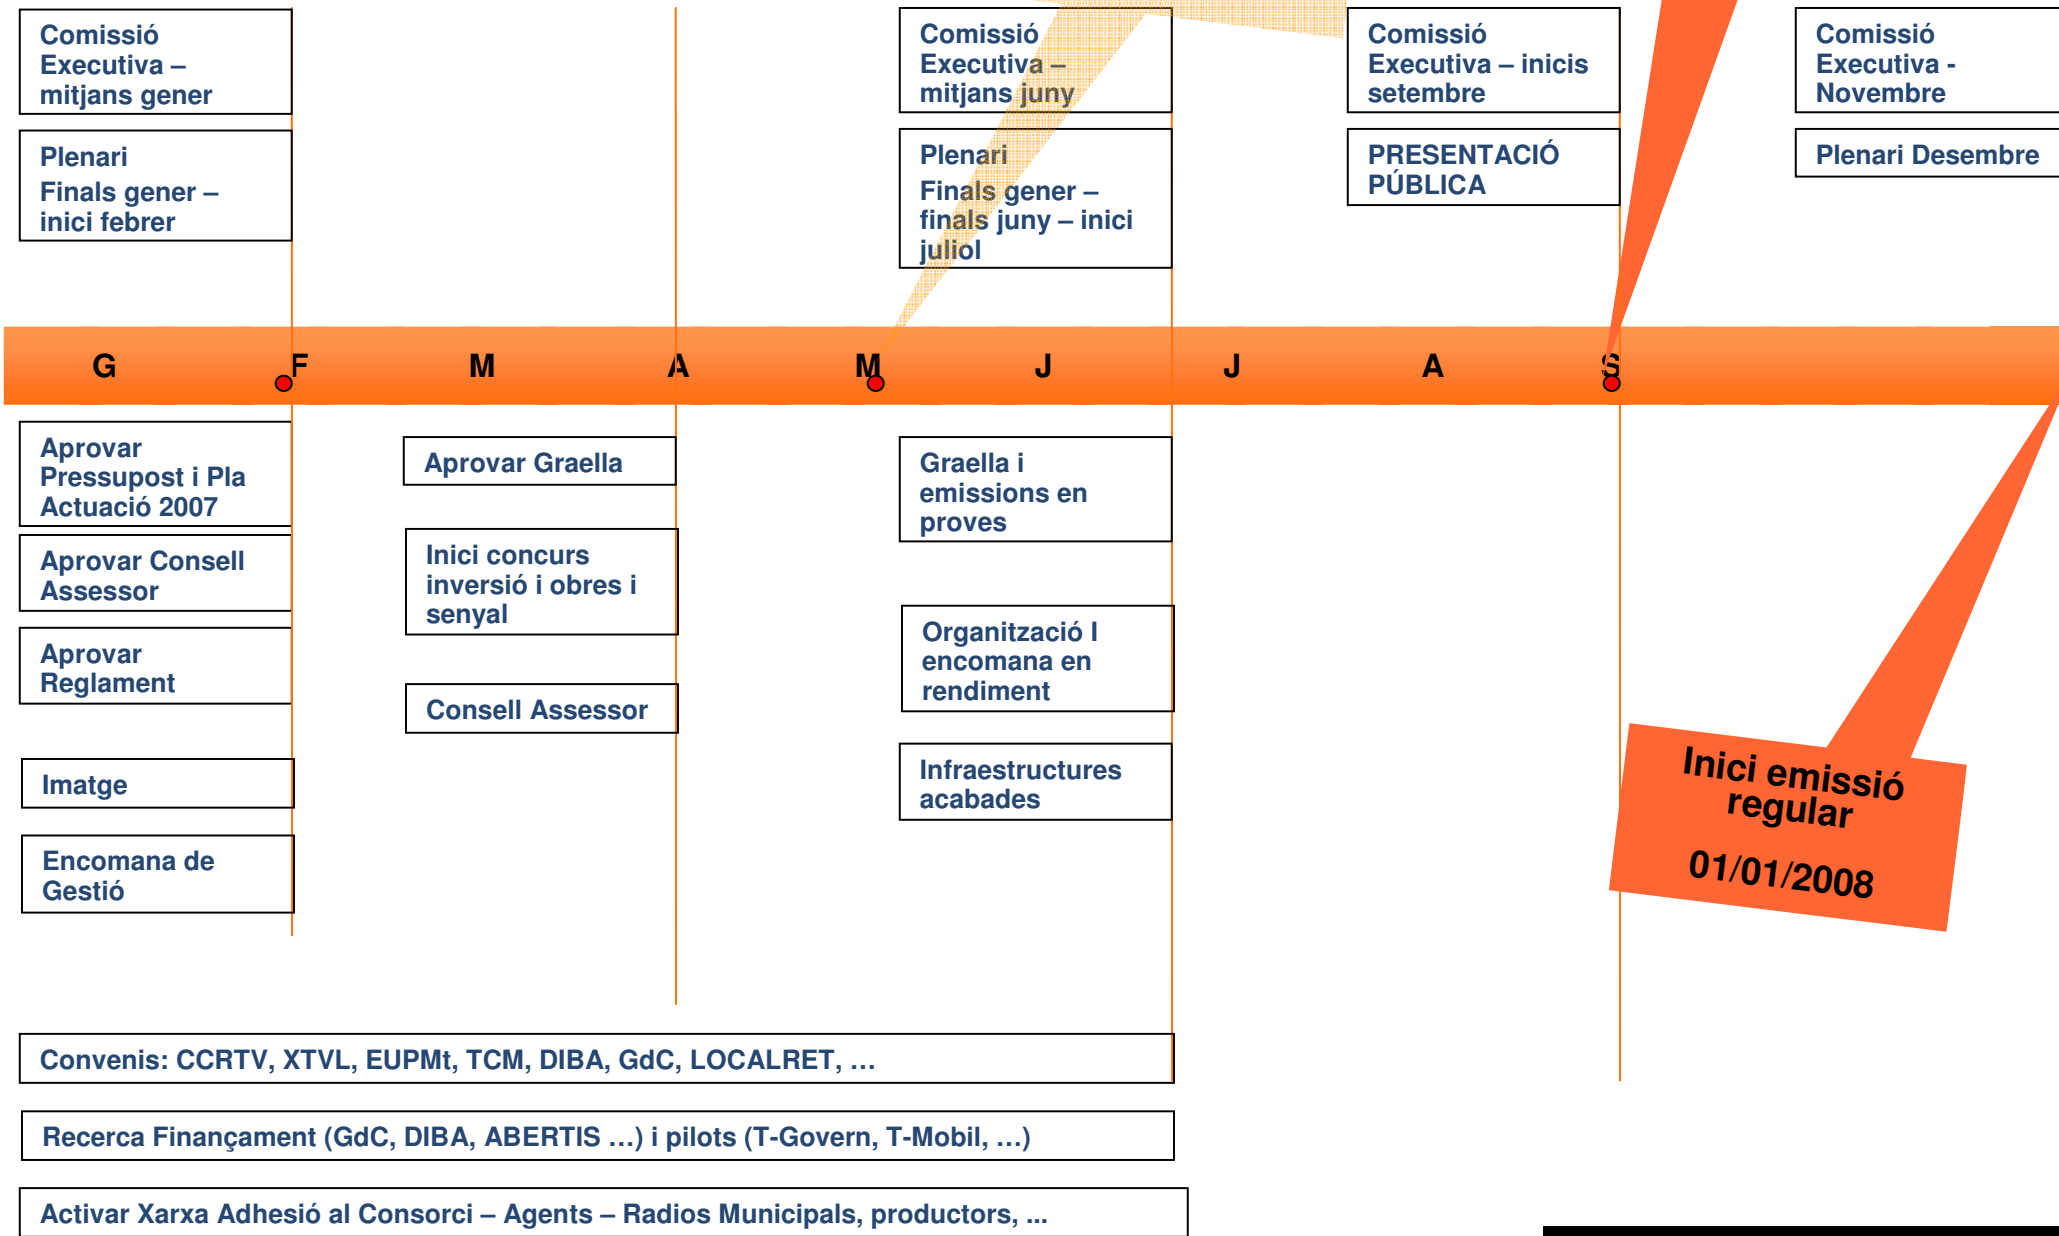 Comissió
Executiva –
mitjans gener
Plenari
Finals gener –
inici febrer
Comissió
Executiva –
mitjans juny
Plenari
Finals gener –
finals juny – inici
juliol
Comissió
Executiva – inicis
setembre
PRESENTACIÓ
PÚBLICA
Comissió
Executiva -
Novembre
Plenari Desembre
G F M A M J J A S
Aprovar
Pressupost i Pla
Actuació 2007
Aprovar Consell
Assessor
Aprovar
Reglament
Imatge
Encomana de
Gestió
Aprovar Graella
Inici concurs
inversió i obres i
senyal
Consell Assessor
Graella i
emissions en
proves
Organització I
encomana en
rendiment
Infraestructures
acabades
Inici emissió
regular
01/01/2008
Convenis: CCRTV, XTVL, EUPMt, TCM, DIBA, GdC, LOCALRET, …
Recerca Finançament (GdC, DIBA, ABERTIS …) i pilots (T-Govern, T-Mobil, …)
Activar Xarxa Adhesió al Consorci – Agents – Radios Municipals, productors, ...